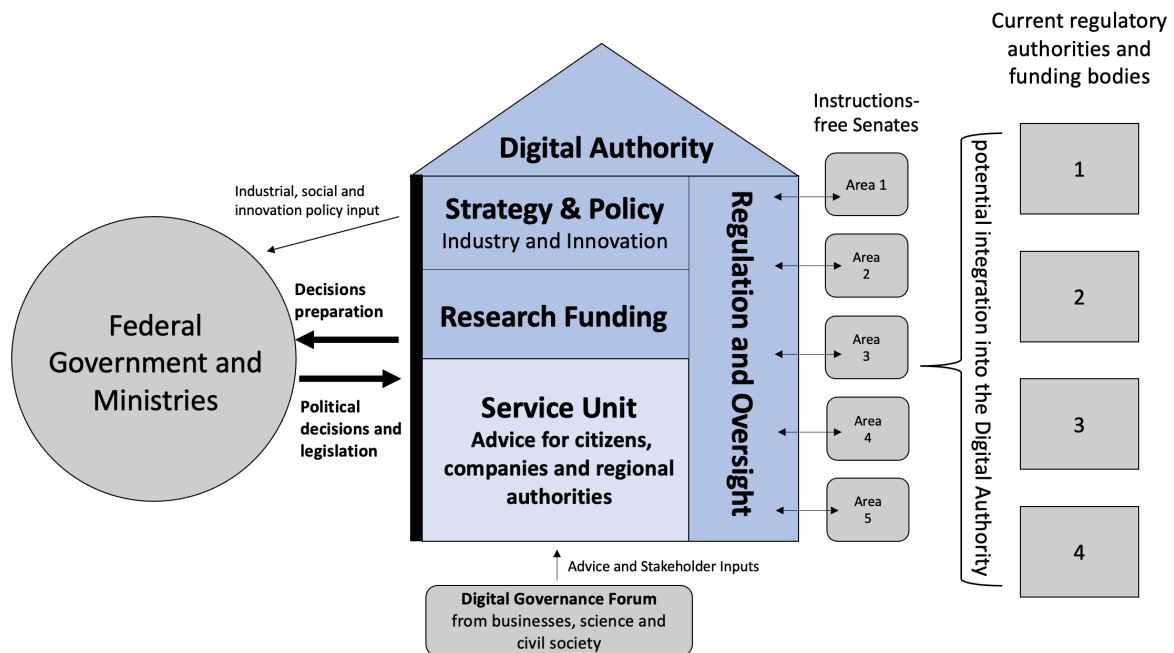 Current regulatory
authorities and
funding bodies
Instructions-
free Senates
Digital Authority
Industrial, social and
innovation policy input
Strategy & Policy
Industry and Innovation
Research Funding
Service Unit
Advice for citizens,
companies and regional
authorities
Regulation and Oversight
Decisions
preparation
Federal
Government and
Ministries
Political
decisions and
legislation
Area 1
Area
2
Area
3
Area
4
Area
5
potential integration into the Digital Authority
1
2
3
4
Advice and Stakeholder Inputs
Digital Governance Forum
from businesses, science and
civil society